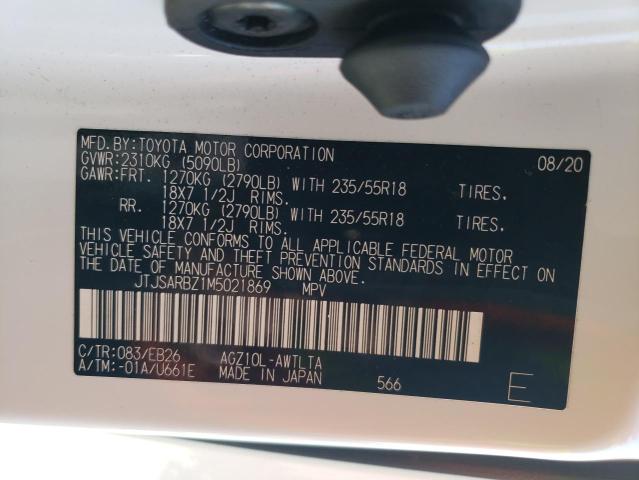 MFD.BY:TOYOTA MOTOR CORPORATION 08/20
GVWR:2310KG (5090LB)
GAWR:FRT. 1270KG (2790LB) WITH 235/55R18 TIRES.
18X7 1/2J RIMS.
RR. 1270KG (2790LB) WITH 235/55R18 TIRES.
18X7 1/2J RIMS.
THIS VEHICLE CONFORMS TO ALL APPLICABLE FEDERAL MOTOR
VEHICLE SAFETY AND THEFT PREVENTION STANDARDS IN EFFECT ON
THE DATE OF MANUFACTURE SHOWN ABOVE.
JTJSARBZ1M5021869 MPV
C/TR:083/EB26 AGZ10L-AWTLTA
A/TM:-01A/U661E MADE IN JAPAN 566 E